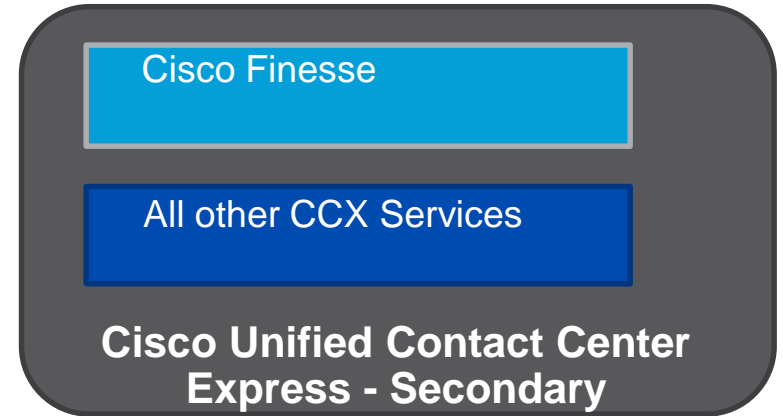 Cisco Finesse
All other CCX Services
Cisco Unified Contact Center
Express - Secondary